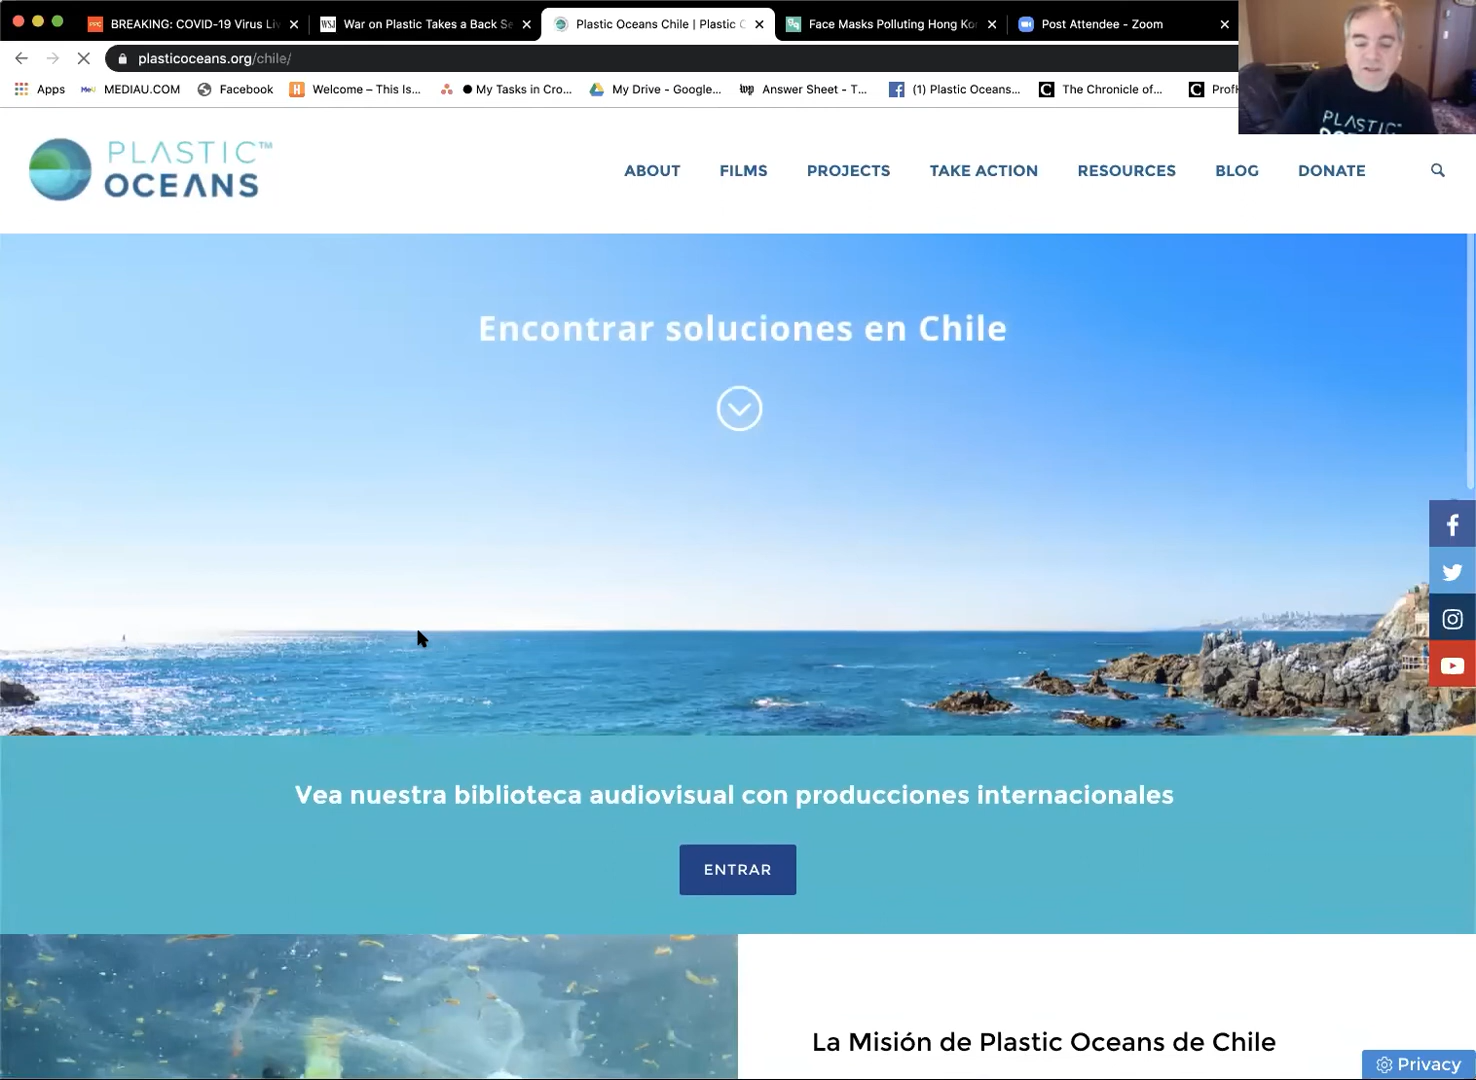 BREAKING: COVID-19 Virus Li
War on Plastic Takes a Back Se
Plastic Oceans Chile | Plastic O
Face Masks Polluting Hong Ko
Post Attendee - Zoom
plasticoceans.org/chile/
Apps
MEDIAU.COM
Facebook
Welcome – This Is...
My Tasks in Cro...
My Drive - Google...
Answer Sheet - T...
(1) Plastic Oceans...
The Chronicle of...
ProfH
PLASTIC
PLASTIC™
OCEANS
ABOUT
FILMS
PROJECTS
TAKE ACTION
RESOURCES
BLOG
DONATE
Encontrar soluciones en Chile
Vea nuestra biblioteca audiovisual con producciones internacionales
ENTRAR
La Misión de Plastic Oceans de Chile
Privacy